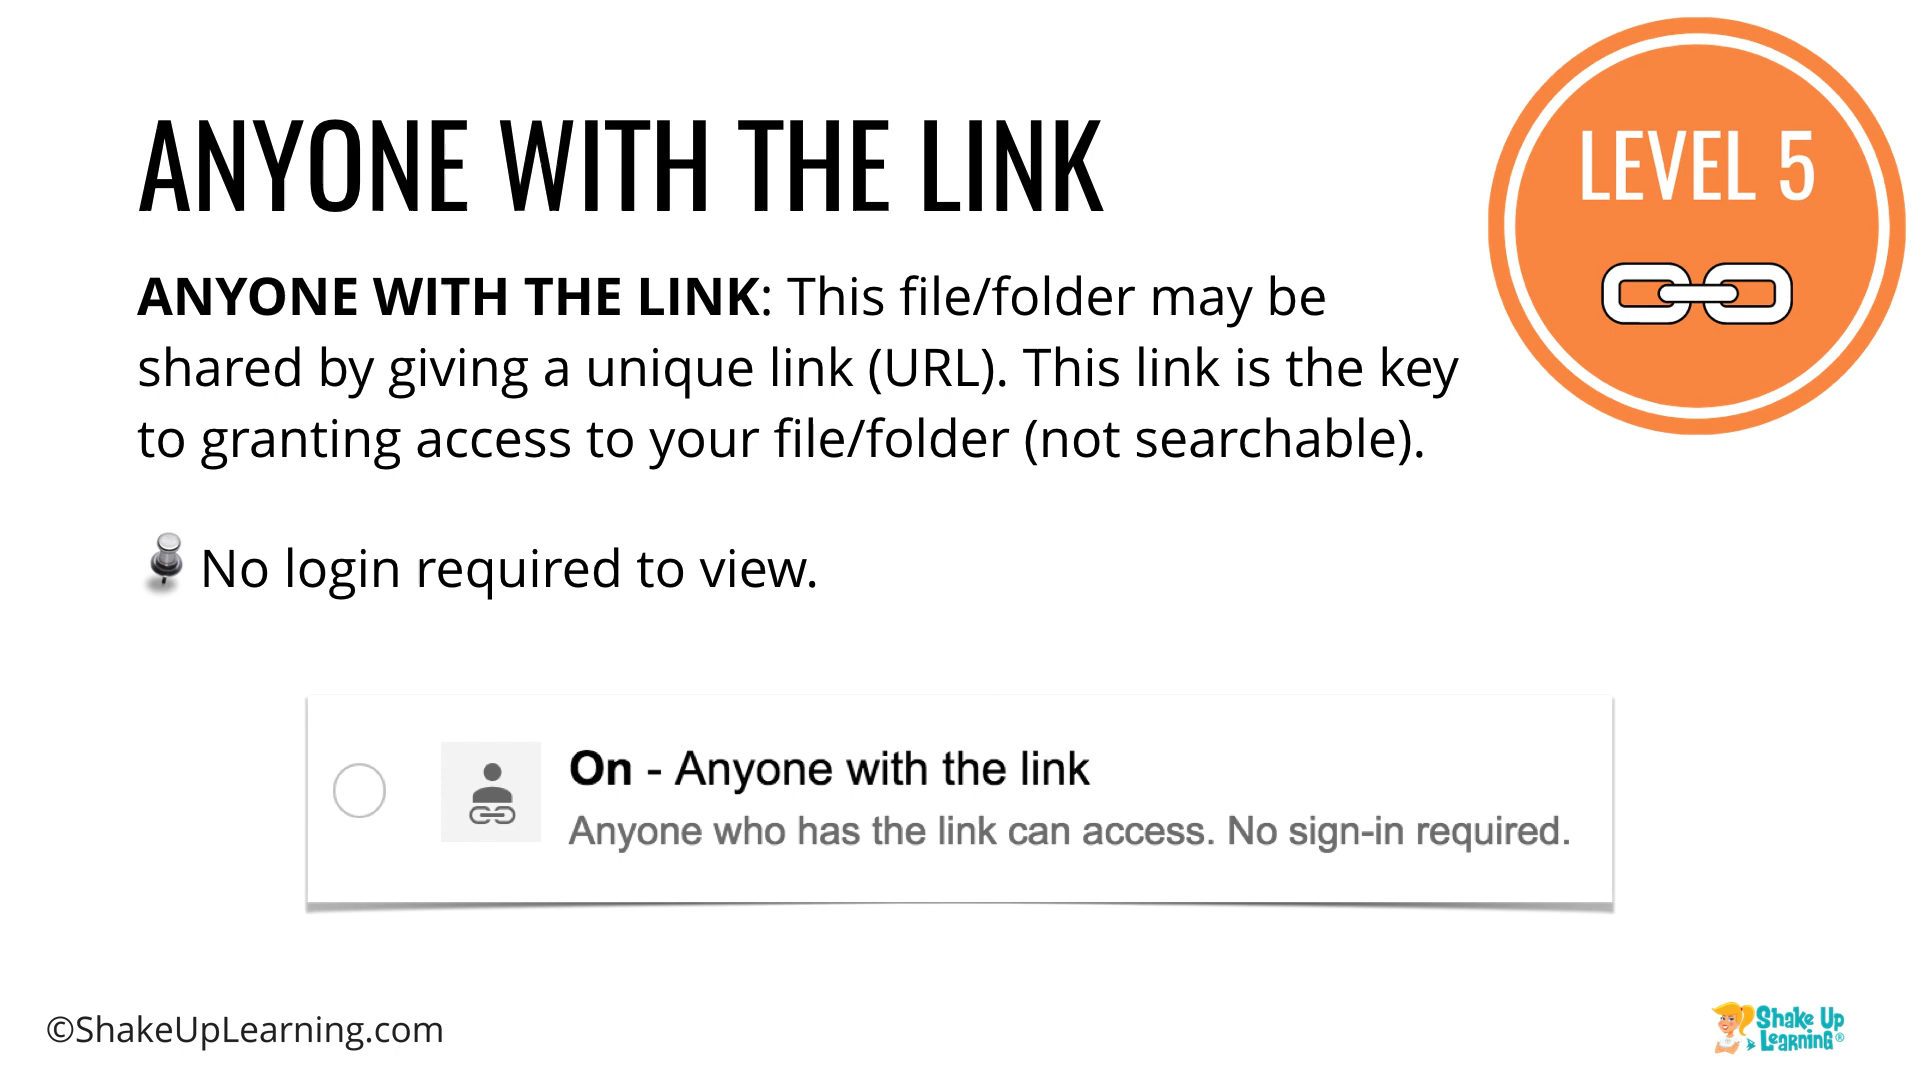 ANYONE WITH THE LINK
LEVEL 5
ANYONE WITH THE LINK: This file/folder may be
shared by giving a unique link (URL). This link is the key
to granting access to your file/folder (not searchable).
No login required to view.
On - Anyone with the link
Anyone who has the link can access. No sign-in required.
©ShakeUpLearning.com
Shake Up
Learning®